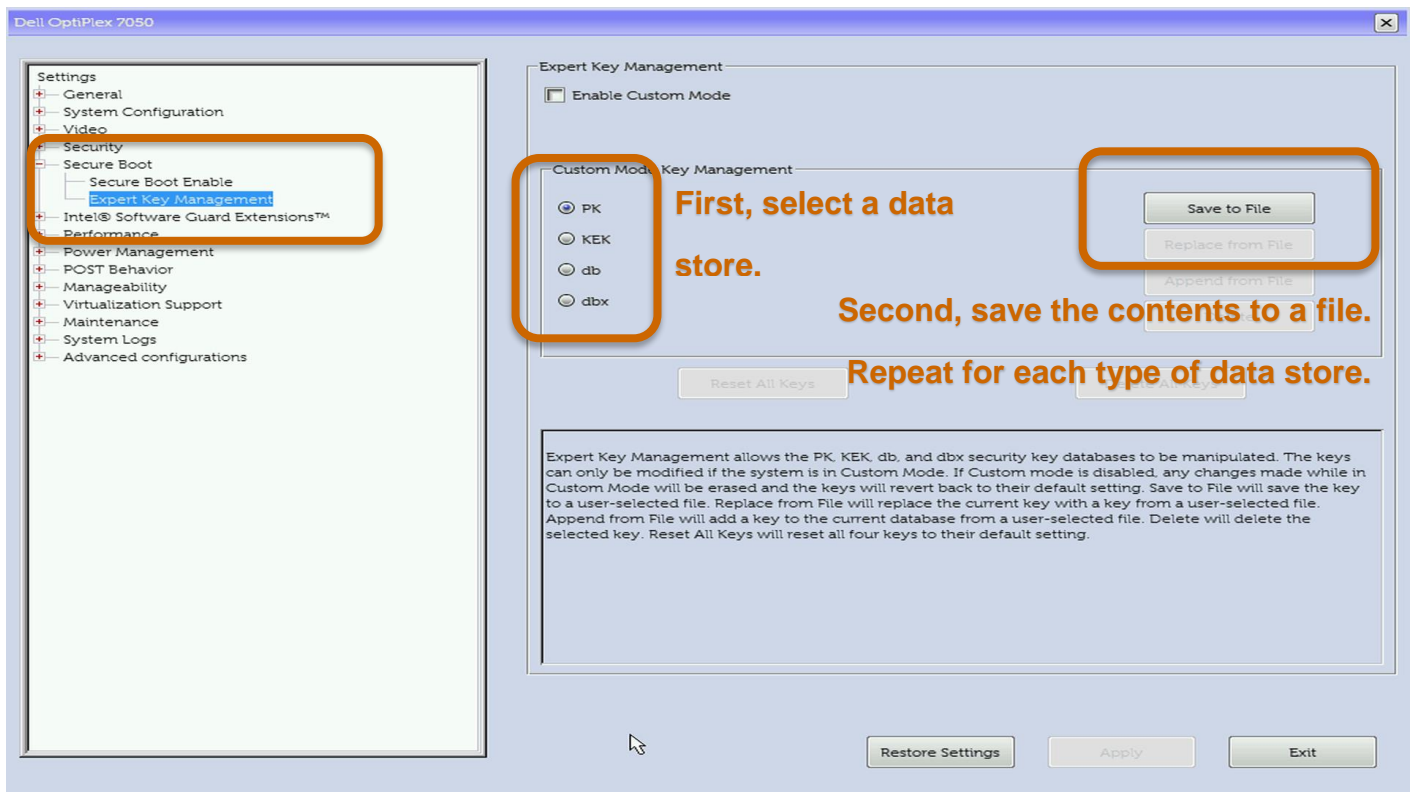 Dell OptiPlex 7050
Settings
General
System Configuration
Video
Security
Secure Boot
Secure Boot Enable
Expert Key Management
Intel® Software Guard Extensions™
Performance
Power Management
POST Behavior
Manageability
Virtualization Support
Maintenance
System Logs
Advanced configurations
Expert Key Management
Enable Custom Mode
Custom Mode Key Management
PK
KEK
db
dbx
First, select a data
store.
Save to File
Replace from File
Append from File
Second, save the contents to a file.
Repeat for each type of data store.
Reset All Keys
All Keys
Expert Key Management allows the PK, KEK, db, and dbx security key databases to be manipulated. The keys
can only be modified if the system is in Custom Mode. If Custom mode is disabled, any changes made while in
Custom Mode will be erased and the keys will revert back to their default setting. Save to File will save the key
to a user-selected file. Replace from File will replace the current key with a key from a user-selected file.
Append from File will add a key to the current database from a user-selected file. Delete will delete the
selected key. Reset All Keys will reset all four keys to their default setting.
Restore Settings
Apply
Exit